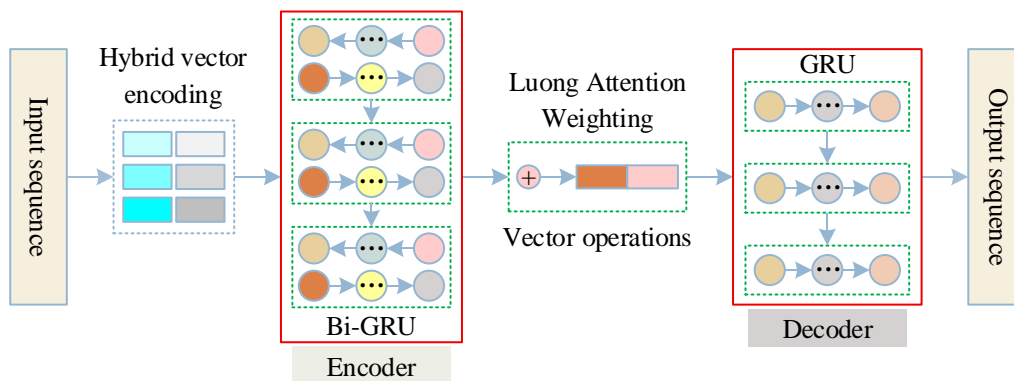 Input sequence
Hybrid vector
encoding
Bi-GRU
Encoder
Luong Attention
Weighting
+
Vector operations
GRU
Decoder
Output sequence